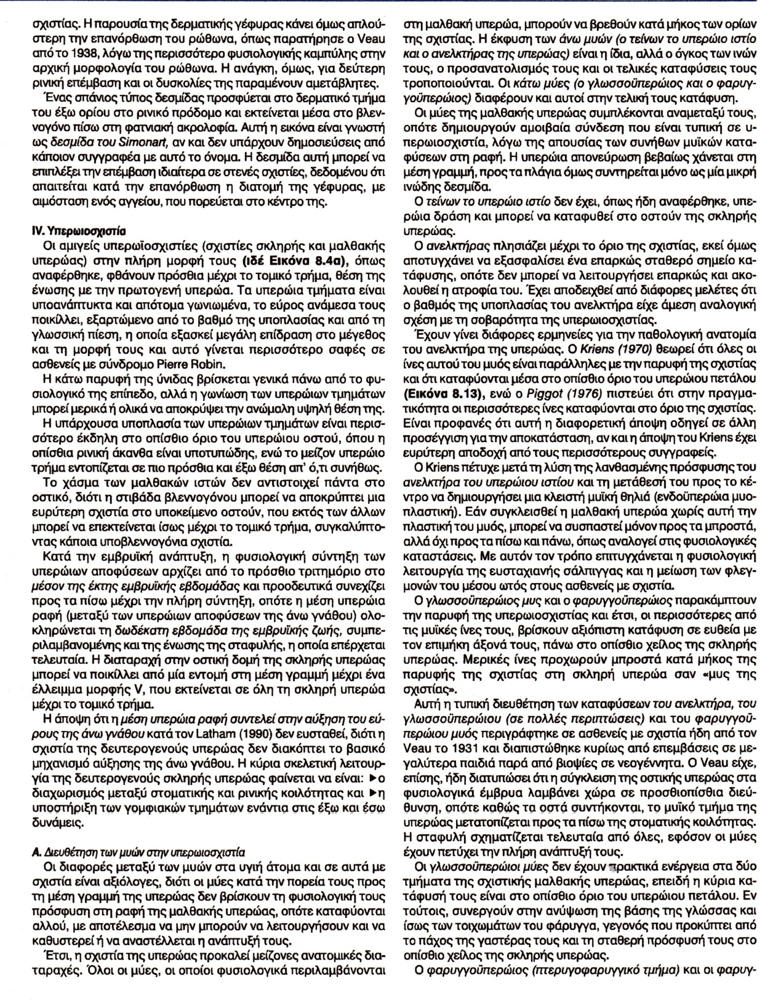 σχιστίας. Η παρουσία της δερματικής γέφυρας κάνει όμως απλού-
στερη την επανόρθωση του ρώθωνα, όπως παρατήρησε ο Veau
από το 1938, λόγω της περισσότερο φυσιολογικής καμπύλης στην
αρχική μορφολογία του ρώθωνα. Η ανάγκη, όμως, για δεύτερη
ρινική επέμβαση και οι δυσκολίες της παραμένουν αμετάβλητες.
Ένας σπάνιος τύπος δεσμίδας προσφύεται στο δερματικό τμήμα
του έξω ορίου στο ρινικό πρόδομο και εκτείνεται μέσα στο βλεν-
νογόνο πίσω στη φατνιακή ακρολοφία. Αυτή η εικόνα είναι γνωστή
ως δεσμίδα του Simonart, αν και δεν υπάρχουν δημοσιεύσεις από
κάποιον συγγραφέα με αυτό το όνομα. Η δεσμίδα αυτή μπορεί να
επιπλέξει την επέμβαση ιδιαίτερα σε στενές σχιστίες, δεδομένου ότι
απαιτείται κατά την επανόρθωση η διατομή της γέφυρας, με
αιμόσταση ενός αγγείου, που πορεύεται στο κέντρο της.
IV. Υπερωιοσχιστία
Οι αμιγείς υπερωϊοσχιστίες (σχιστίες σκληρής και μαλθακής
υπερώας) στην πλήρη μορφή τους (ιδέ Εικόνα 8.4α), όπως
αναφέρθηκε, φθάνουν πρόσθια μέχρι το τομικό τρήμα, θέση της
ένωσης με την πρωτογενή υπερώα. Τα υπερώια τμήματα είναι
υποανάπτυκτα και απότομα γωνιωμένα, το εύρος ανάμεσα τους
ποικίλλει, εξαρτώμενο από το βαθμό της υποπλασίας και από τη
γλωσσική πίεση, η οποία εξασκεί μεγάλη επίδραση στο μέγεθος
και τη μορφή τους και αυτό γίνεται περισσότερο σαφές σε
ασθενείς με σύνδρομο Pierre Robin.
Η κάτω παρυφή της ύνιδας βρίσκεται γενικά πάνω από το φυ-
σιολογικό της επίπεδο, αλλά η γωνίωση των υπερώιων τμημάτων
μπορεί μερικά ή ολικά να αποκρύψει την ανώμαλη υψηλή θέση της.
Η υπάρχουσα υποπλασία των υπερώιων τμημάτων είναι περισ-
σότερο έκδηλη στο οπίσθιο όριο του υπερώιου οστού, όπου η
οπίσθια ρινική άκανθα είναι υποτυπώδης, ενώ το μείζον υπερώιο
τρήμα εντοπίζεται σε πιο πρόσθια και έξω θέση απ' ό,τι συνήθως.
Το χάσμα των μαλθακών ιστών δεν αντιστοιχεί πάντα στο
οστικό, διότι η στιβάδα βλεννογόνου μπορεί να αποκρύπτει μια
ευρύτερη σχιστία στο υποκείμενο οστούν, που εκτός των άλλων
μπορεί να επεκτείνεται ίσως μέχρι το τομικό τρήμα, συγκαλύπτο-
ντας κάποια υποβλεννογόνια σχιστία.
Κατά την εμβρυϊκή ανάπτυξη, η φυσιολογική σύντηξη των
υπερώιων αποφύσεων αρχίζει από το πρόσθιο τριτημόριο στο
μέσον της έκτης εμβρυϊκής εβδομάδας και προοδευτικά συνεχίζει
προς τα πίσω μέχρι την πλήρη σύντηξη, οπότε η μέση υπερώια
ραφή (μεταξύ των υπερώιων αποφύσεων της άνω γνάθου) ολο-
κληρώνεται τη δωδέκατη εβδομάδα της εμβρυϊκής ζωής, συμπε-
ριλαμβανομένης και της ένωσης της σταφυλής, η οποία επέρχεται
τελευταία. Η διαταραχή στην οστική δομή της σκληρής υπερώας
μπορεί να ποικίλλει από μία εντομή στη μέση γραμμή μέχρι ένα
έλλειμμα μορφής V, που εκτείνεται σε όλη τη σκληρή υπερώα
μέχρι το τομικό τρήμα.
Η άποψη ότι η μέση υπερώια ραφή συντελεί στην αύξηση του εύ-
ρους της άνω γνάθου κατά τον Latham (1990) δεν ευσταθεί, διότι η
σχιστία της δευτερογενούς υπερώας δεν διακόπτει το βασικό
μηχανισμό αύξησης της άνω γνάθου. Η κύρια σκελετική λειτουρ-
γία της δευτερογενούς σκληρής υπερώας φαίνεται να είναι: ►ο
διαχωρισμός μεταξύ στοματικής και ρινικής κοιλότητας και ►η
υποστήριξη των γομφιακών τμημάτων ενάντια στις έξω και έσω
δυνάμεις.
Α. Διευθέτηση των μυών στην υπερωιοσχιστία
Οι διαφορές μεταξύ των μυών στα υγιή άτομα και σε αυτά με
σχιστία είναι αξιόλογες, διότι οι μύες κατά την πορεία τους προς
τη μέση γραμμή της υπερώας δεν βρίσκουν τη φυσιολογική τους
πρόσφυση στη ραφή της μαλθακής υπερώας, οπότε καταφύονται
αλλού, με αποτέλεσμα να μην μπορούν να λειτουργήσουν και να
καθυστερεί ή να αναστέλλεται η ανάπτυξή τους.
Έτσι, η σχιστία της υπερώας προκαλεί μείζονες ανατομικές δια-
ταραχές. Όλοι οι μύες, οι οποίοι φυσιολογικά περιλαμβάνονται
στη μαλθακή υπερώα, μπορούν να βρεθούν κατά μήκος των ορίων
της σχιστίας. Η έκφυση των άνω μυών (ο τείνων το υπερώιο ιστίο
και ο ανελκτήρας της υπερώας) είναι η ίδια, αλλά ο όγκος των ινών
τους, ο προσανατολισμός τους και οι τελικές καταφύσεις τους
τροποποιούνται. Οι κάτω μύες (ο γλωσσοϋπερώιος και ο φαρυγ-
γοϋπερώιος) διαφέρουν και αυτοί στην τελική τους κατάφυση.
Οι μύες της μαλθακής υπερώας συμπλέκονται αναμεταξύ τους,
οπότε δημιουργούν αμοιβαία σύνδεση που είναι τυπική σε υ-
περωιοσχιστία, λόγω της απουσίας των συνήθων μυϊκών κατα-
φύσεων στη ραφή. Η υπερώια απονεύρωση βεβαίως χάνεται στη
μέση γραμμή, προς τα πλάγια όμως συντηρείται μόνο ως μία μικρή
ινώδης δεσμίδα.
Ο τείνων το υπερώιο ιστίο δεν έχει, όπως ήδη αναφέρθηκε, υπε-
ρώια δράση και μπορεί να καταφυθεί στο οστούν της σκληρής
υπερώας.
Ο ανελκτήρας πλησιάζει μέχρι το όριο της σχιστίας, εκεί όμως
αποτυγχάνει να εξασφαλίσει ένα επαρκώς σταθερό σημείο κα-
τάφυσης, οπότε δεν μπορεί να λειτουργήσει επαρκώς και ακο-
λουθεί η ατροφία του. Έχει αποδειχθεί από διάφορες μελέτες ότι
ο βαθμός της υποπλασίας του ανελκτήρα είχε άμεση αναλογική
σχέση με τη σοβαρότητα της υπερωιοσχιστίας.
Έχουν γίνει διάφορες ερμηνείες για την παθολογική ανατομία
του ανελκτήρα της υπερώας. Ο Kriens (1970) θεωρεί ότι όλες οι
ίνες αυτού του μυός είναι παράλληλες με την παρυφή της σχιστίας
και ότι καταφύονται μέσα στο οπίσθιο όριο του υπερώιου πετάλου
(Εικόνα 8.13), ενώ ο Piggot (1976) πιστεύει ότι στην πραγμα-
τικότητα οι περισσότερες ίνες καταφύονται στο όριο της σχιστίας.
Είναι προφανές ότι αυτή η διαφορετική άποψη οδηγεί σε άλλη
προσέγγιση για την αποκατάσταση, αν και η άποψη του Kriens έχει
ευρύτερη αποδοχή από τους περισσότερους συγγραφείς.
Ο Kriens πέτυχε μετά τη λύση της λανθασμένης πρόσφυσης του
ανελκτήρα του υπερώιου ιστίου και τη μετάθεσή του προς το κέ-
ντρο να δημιουργήσει μια κλειστή μυϊκή θηλιά (ενδοϋπερώια μυο-
πλαστική). Εάν συγκλεισθεί η μαλθακή υπερώα χωρίς αυτή την
πλαστική του μυός, μπορεί να συσπαστεί μόνον προς τα μπροστά,
αλλά όχι προς τα πίσω και πάνω, όπως αναλογεί στις φυσιολογικές
καταστάσεις. Με αυτόν τον τρόπο επιτυγχάνεται η φυσιολογική
λειτουργία της ευσταχιανής σάλπιγγας και η μείωση των φλεγ-
μονών του μέσου ωτός στους ασθενείς με σχιστία.
Ο γλωσσοϋπερώιος μυς και ο φαρυγγοϋπερώιος παρακάμπτουν
την παρυφή της υπερωιοσχιστίας και έτσι, οι περισσότερες από
τις μυϊκές ίνες τους, βρίσκουν αξιόπιστη κατάφυση σε ευθεία με
τον επιμήκη άξονά τους, πάνω στο οπίσθιο χείλος της σκληρής
υπερώας. Μερικές ίνες προχωρούν μπροστά κατά μήκος της
παρυφής της σχιστίας στη σκληρή υπερώα σαν «μυς της
σχιστίας».
Αυτή η τυπική διευθέτηση των καταφύσεων του ανελκτήρα, του
γλωσσοϋπερώιου (σε πολλές περιπτώσεις) και του φαρυγγοϋ-
περώιου μυός περιγράφτηκε σε ασθενείς με σχιστία ήδη από τον
Veau το 1931 και διαπιστώθηκε κυρίως από επεμβάσεις σε με-
γαλύτερα παιδιά παρά από βιοψίες σε νεογέννητα. Ο Veau είχε,
επίσης, ήδη διατυπώσει ότι η σύγκλειση της οστικής υπερώας στα
φυσιολογικά έμβρυα λαμβάνει χώρα σε προσθιοπίσθια διεύ-
θυνση, οπότε καθώς τα οστά συντήκονται, το μυϊκό τμήμα της
υπερώας μετατοπίζεται προς τα πίσω της στοματικής κοιλότητας.
Η σταφυλή σχηματίζεται τελευταία από όλες, εφόσον οι μύες
έχουν πετύχει την πλήρη ανάπτυξή τους.
Οι γλωσσοϋπερώιοι μύες δεν έχουν πρακτικά ενέργεια στα δύο
τμήματα της σχιστικής μαλθακής υπερώας, επειδή η κύρια κα-
τάφυσή τους είναι στο οπίσθιο όριο του υπερώιου πετάλου. Εν
τούτοις, συνεργούν στην ανύψωση της βάσης της γλώσσας και
ίσως των τοιχωμάτων του φάρυγγα, γεγονός που προκύπτει από
το πάχος της γαστέρας τους και τη σταθερή πρόσφυσή τους στο
οπίσθιο χείλος της σκληρής υπερώας.
Ο φαρυγγοϋπερώιος (πτερυγοφαρυγγικό τμήμα) και οι φαρυγ-